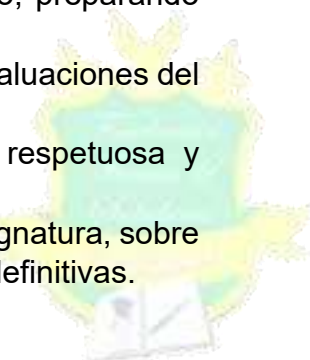 preparando
aluaciones del
respetuosa y
gnatura, sobre
definitivas.